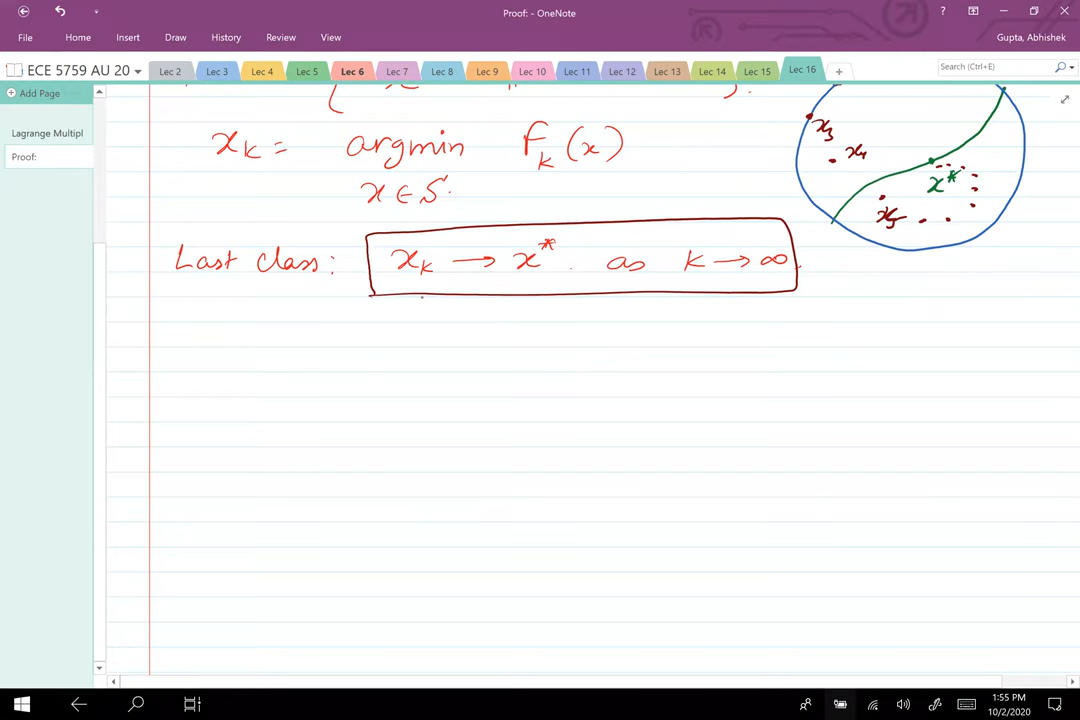 Proof: - OneNote
?
File Home Insert Draw History Review View
Gupta, Abhishek
ECE 5759 AU 20
Lec 2 Lec 3 Lec 4 Lec 5 Lec 6 Lec 7 Lec 8 Lec 9 Lec 10 Lec 11 Lec 12 Lec 13 Lec 14 Lec 15 Lec 16 +
Search (Ctrl+E)
Add Page
Lagrange Multipl
Proof:
x_k = argmin F_k (x)
x ∈ S.
x_3
x_4
x*
x_5
Last class: x_k → x*. as k → ∞.
1:55 PM
10/2/2020